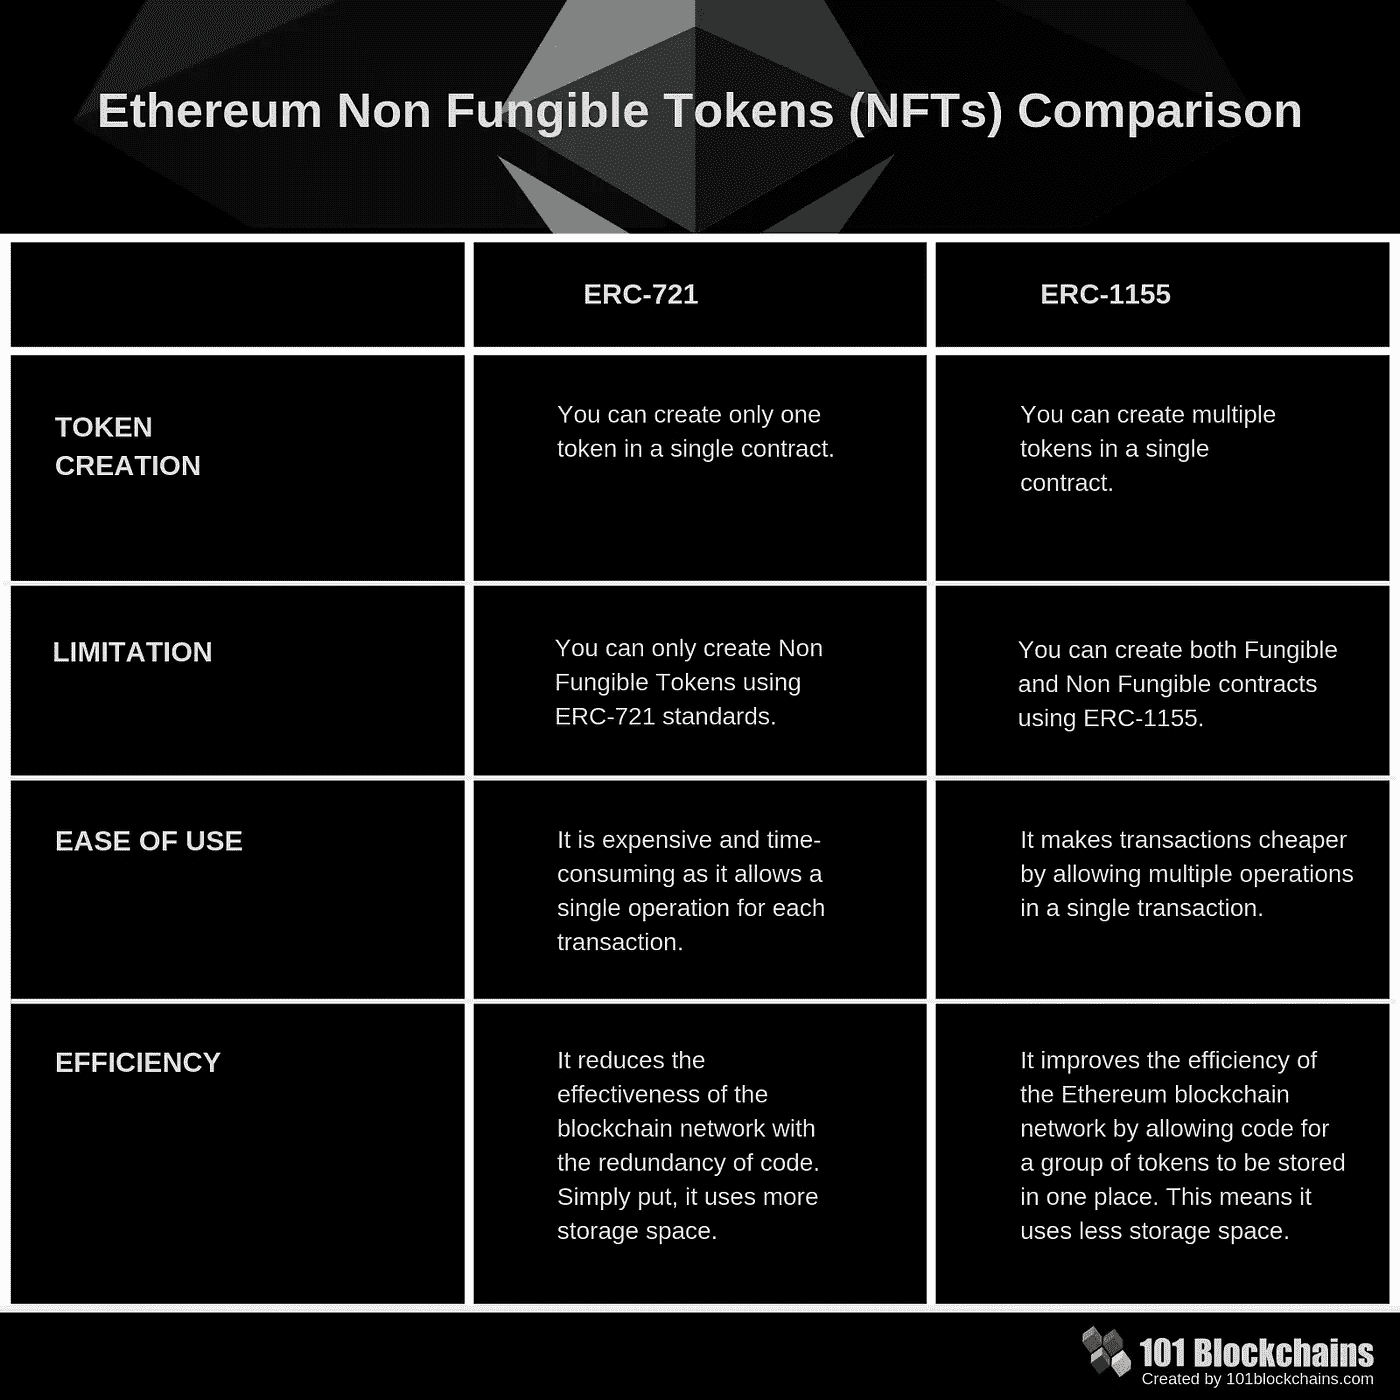 Ethereum Non Fungible Tokens (NFTs) Comparison
ERC-721
ERC-1155
TOKEN
CREATION
You can create only one
token in a single contract.
You can create multiple
tokens in a single
contract.
LIMITATION
You can only create Non
Fungible Tokens using
ERC-721 standards.
You can create both Fungible
and Non Fungible contracts
using ERC-1155.
EASE OF USE
It is expensive and time-
consuming as it allows a
single operation for each
transaction.
It makes transactions cheaper
by allowing multiple operations
in a single transaction.
EFFICIENCY
It reduces the
effectiveness of the
blockchain network with
the redundancy of code.
Simply put, it uses more
storage space.
It improves the efficiency of
the Ethereum blockchain
network by allowing code for
a group of tokens to be stored
in one place. This means it
uses less storage space.
101 Blockchains
Created by 101blockchains.com